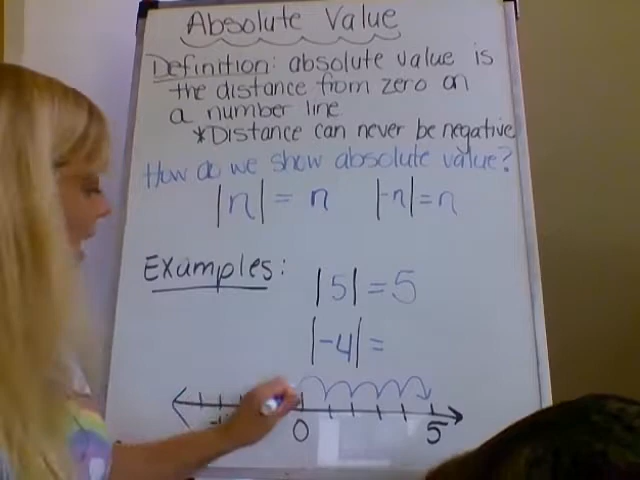 Absolute Value
Definition: absolute value is
the distance from zero on
a number line
*Distance can never be negative
How do we show absolute value?
|n| = n |-n| = n
Examples:
|5| = 5
|-4| =
0 5